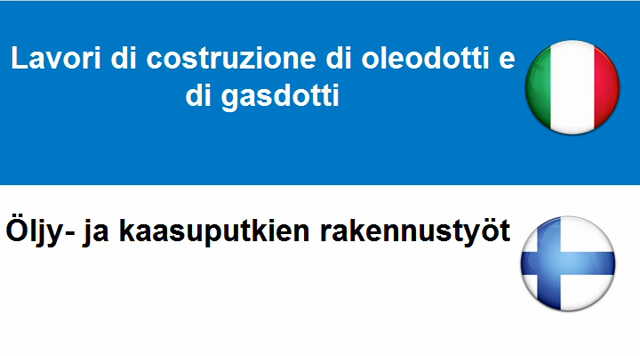 Lavori di costruzione di oleodotti e
di gasdotti
Öljy- ja kaasuputkien rakennustyöt